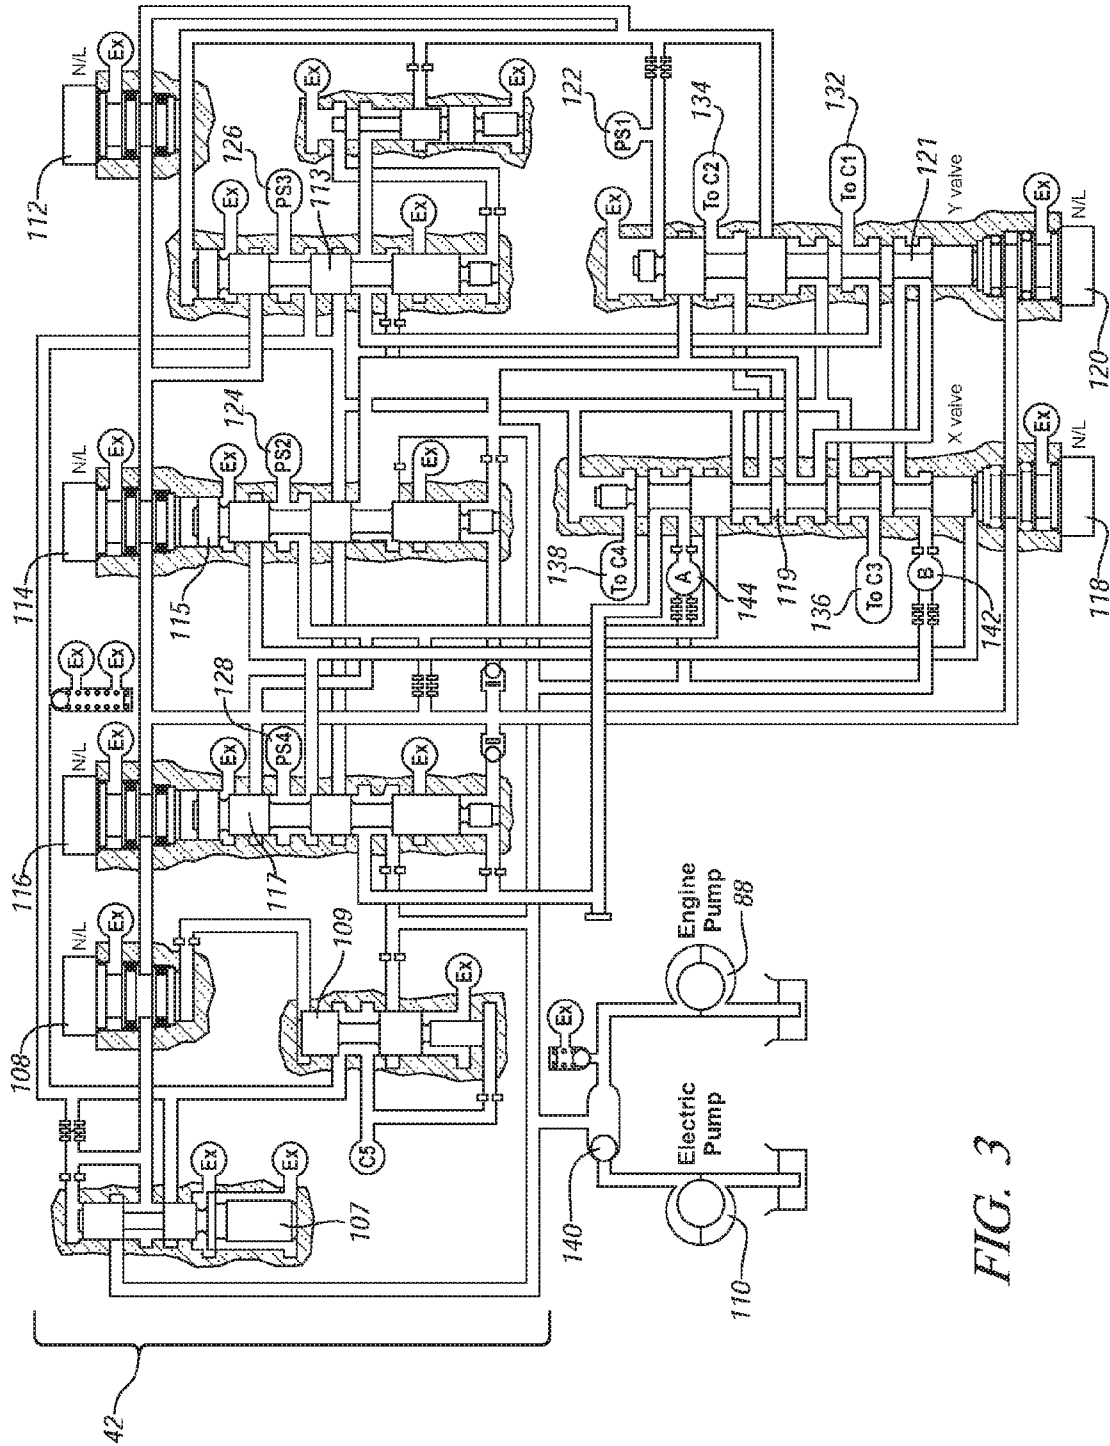 112
N/L
Ex
126
PS3
Ex
113
Ex
Ex
Ex
122
PS1
134
To C2
132
To C1
121
Ex
Y valve
Ex
N/L
120
114
N/L
Ex
115
Ex
124
PS2
Ex
138
To C4
A
144
119
136
To C3
B
142
X valve
Ex
N/L
118
Ex
Ex
116
N/L
Ex
117
Ex
128
PS4
Ex
108
N/L
Ex
109
Ex
C5
107
Ex
Ex
Ex
140
Engine
Pump
88
Electric
Pump
110
42
FIG. 3